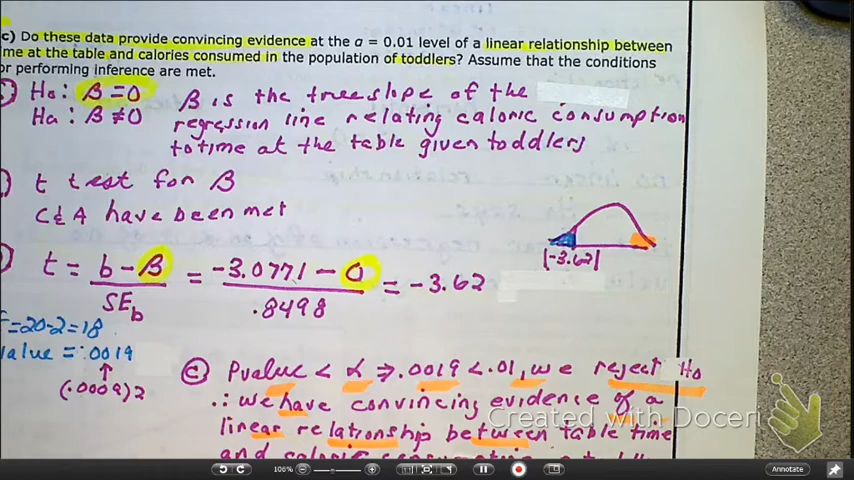 c) Do these data provide convincing evidence at the α = 0.01 level of a linear relationship between
me at the table and calories consumed in the population of toddlers? Assume that the conditions
or performing inference are met.
Ho: β = 0
β is the true slope of the
Ha: β ≠ 0
regression line relating caloric consumption
to time at the table given toddlers
t test for β
C & A have been met
|-3.62|
t = b - β / SEb = -3.0771 - 0 / .8498 = -3.62
=20-2=18
value = .0019
(.0009)2
C Pvalue < α ⇒ .0019 < .01, we reject Ho
∴ we have convincing evidence of a
linear relationship between table time
Created with Doceri
106%
Annotate